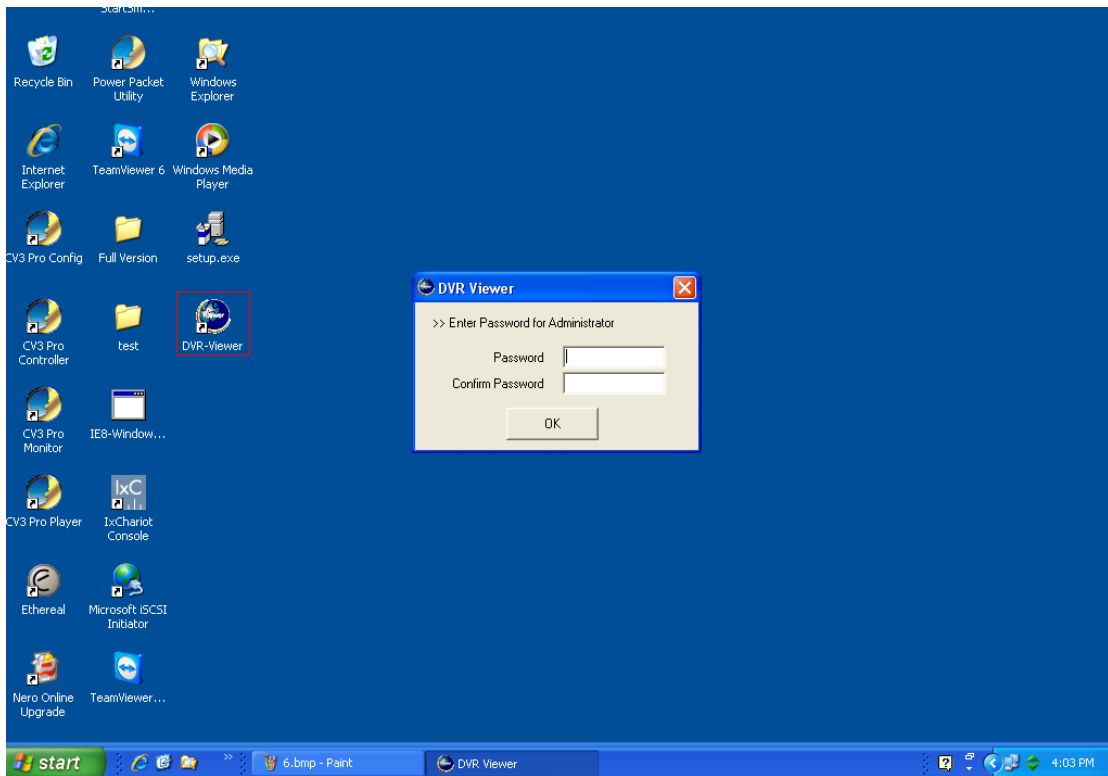 StartSm...
Recycle Bin
Power Packet
Utility
Windows
Explorer
Internet
Explorer
TeamViewer 6
Windows Media
Player
CV3 Pro Config
Full Version
setup.exe
CV3 Pro
Controller
test
DVR-Viewer
CV3 Pro
Monitor
IE8-Window...
CV3 Pro Player
IxC
IxChariot
Console
Ethereal
Microsoft iSCSI
Initiator
Nero Online
Upgrade
TeamViewer...
DVR Viewer
>> Enter Password for Administrator
Password
Confirm Password
OK
start
6.bmp - Paint
DVR Viewer
4:03 PM